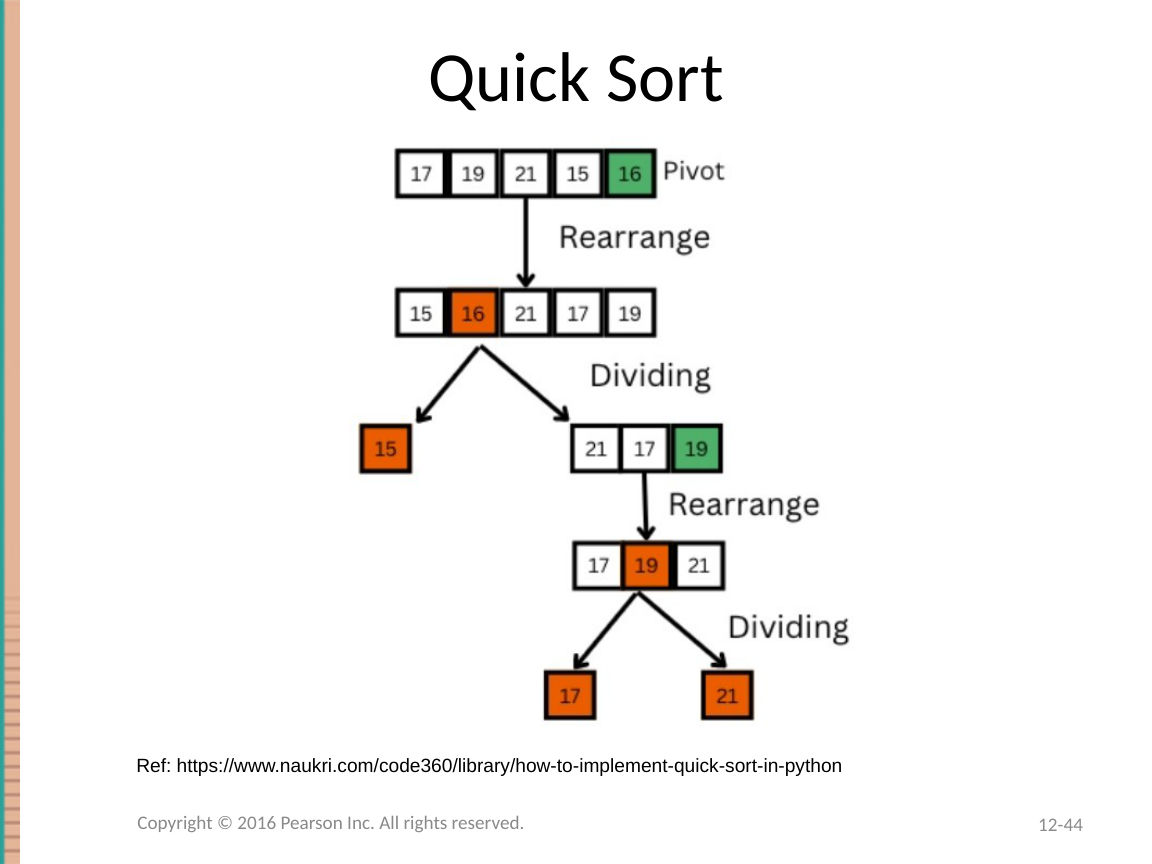 Quick Sort
17 19 21 15 16 Pivot
Rearrange
15 16 21 17 19
Dividing
15 21 17 19
Rearrange
17 19 21
Dividing
17 21
Ref: https://www.naukri.com/code360/library/how-to-implement-quick-sort-in-python
Copyright © 2016 Pearson Inc. All rights reserved. 12-44